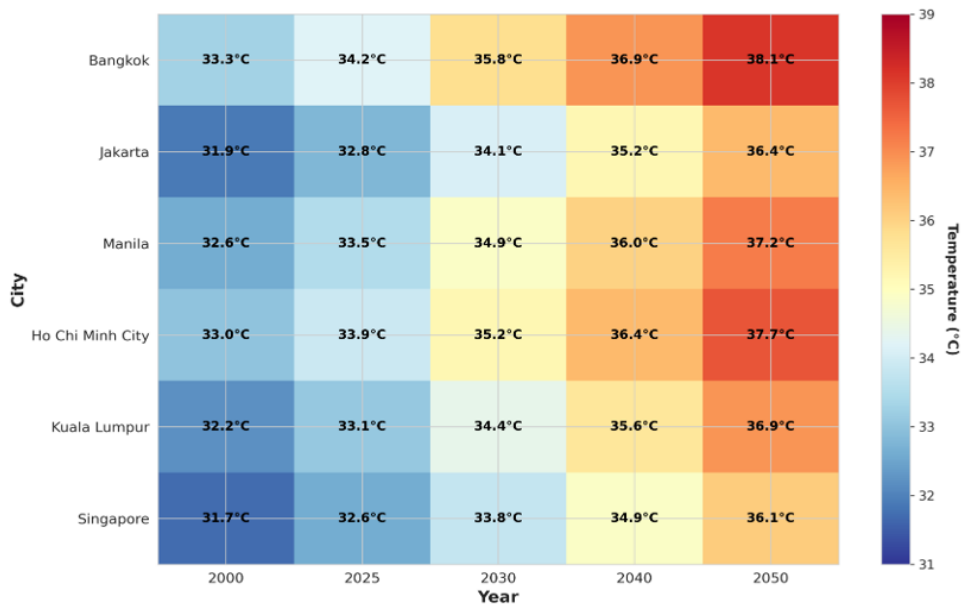 39
Bangkok 33.3°C 34.2°C 35.8°C 36.9°C 38.1°C
38
Jakarta 31.9°C 32.8°C 34.1°C 35.2°C 36.4°C
37
Manila 32.6°C 33.5°C 34.9°C 36.0°C 37.2°C
36
City
35
Temperature (°C)
Ho Chi Minh City 33.0°C 33.9°C 35.2°C 36.4°C 37.7°C
34
Kuala Lumpur 32.2°C 33.1°C 34.4°C 35.6°C 36.9°C
33
32
Singapore 31.7°C 32.6°C 33.8°C 34.9°C 36.1°C
31
2000 2025 2030 2040 2050
Year